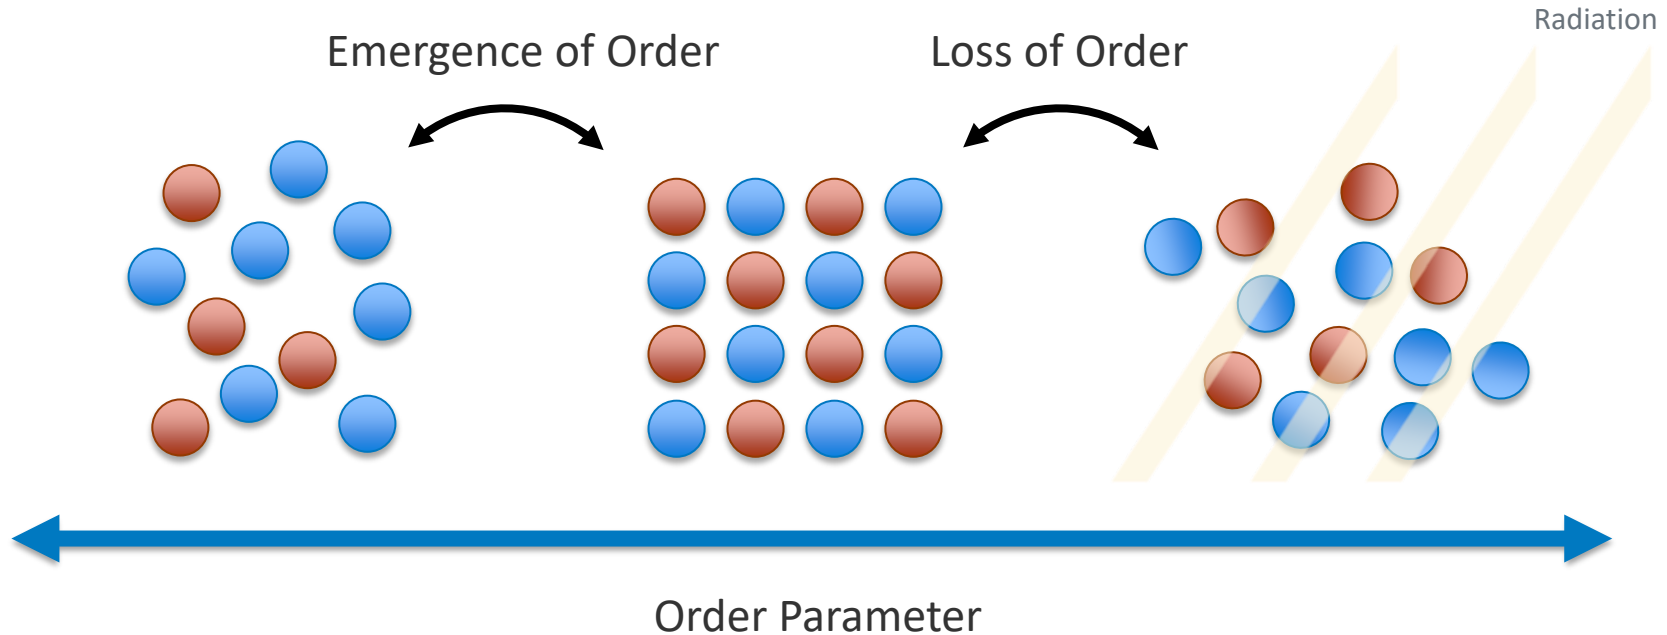 Radiation
Emergence of Order
Loss of Order
Order Parameter